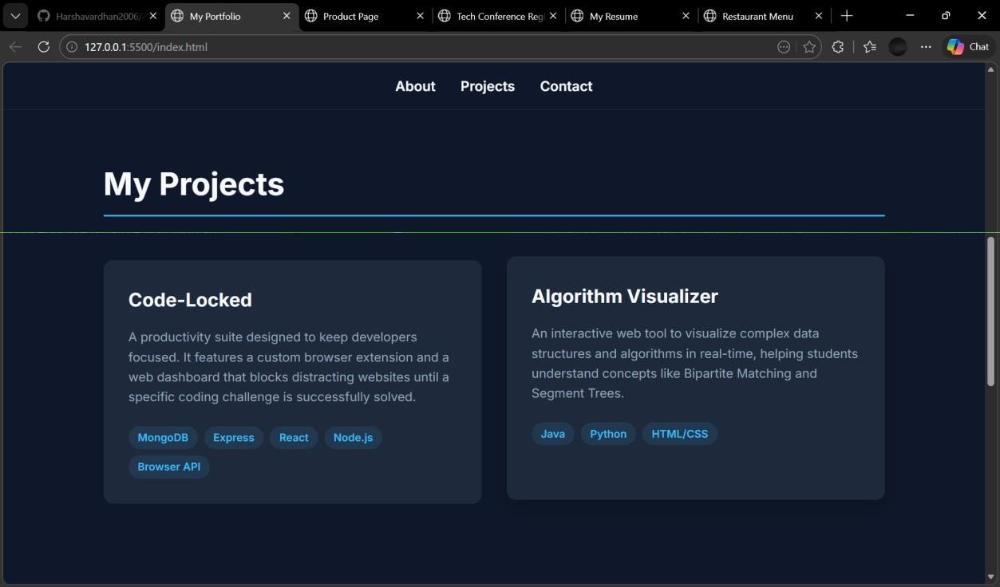 Harshavardhan2006/
My Portfolio
Product Page
Tech Conference Regi
My Resume
Restaurant Menu
127.0.0.1:5500/index.html
Chat
About
Projects
Contact
My Projects
Code-Locked
A productivity suite designed to keep developers
focused. It features a custom browser extension and a
web dashboard that blocks distracting websites until a
specific coding challenge is successfully solved.
MongoDB
Express
React
Node.js
Browser API
Algorithm Visualizer
An interactive web tool to visualize complex data
structures and algorithms in real-time, helping students
understand concepts like Bipartite Matching and
Segment Trees.
Java
Python
HTML/CSS